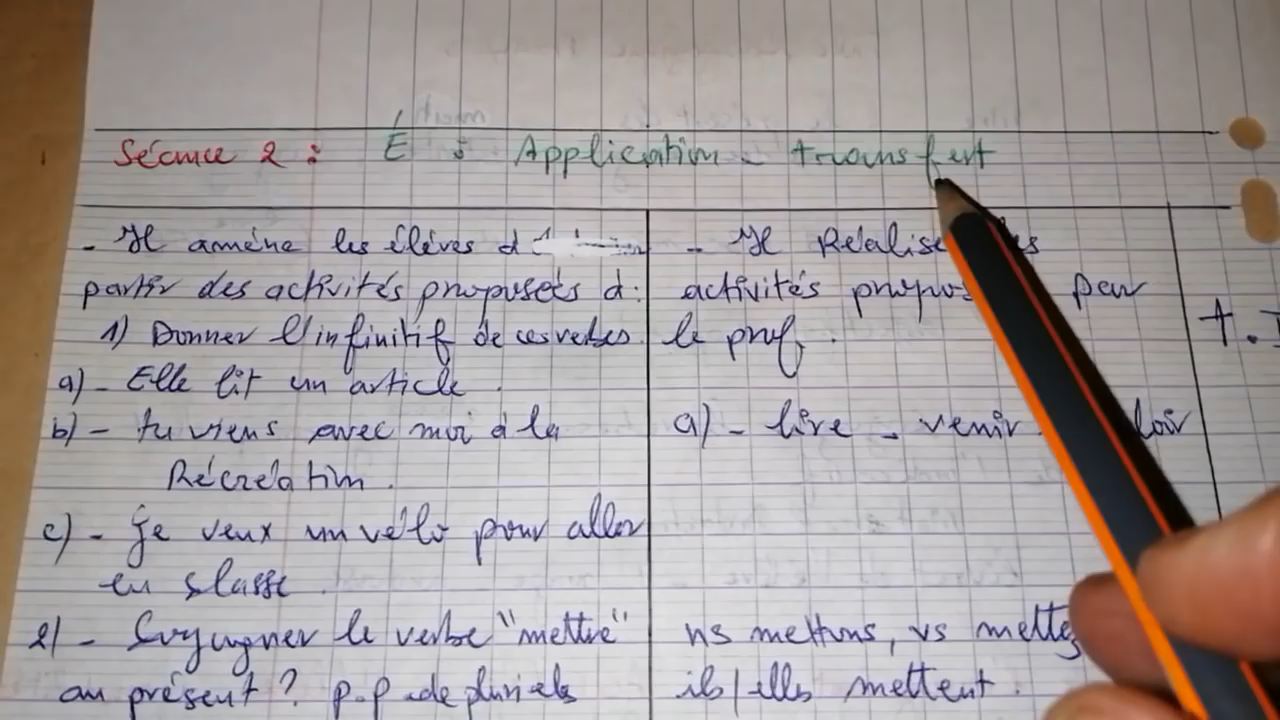 Séance 2 : É : Application - transfert
- Il amène les élèves à
partir des activités proposées à :
1) Donner l'infinitif de ces verbes.
a) - Elle lit un article.
b) - tu viens avec moi à la
Récréation.
c) - je veux un vélo pour aller
en classe.
2) - Conjuguer le verbe "mettre"
au présent ? p.p de pluriels
- Il Réalise
activités par
le prof.
a) - lire - venir
ns mettons, vs mettez
ils/elles mettent.